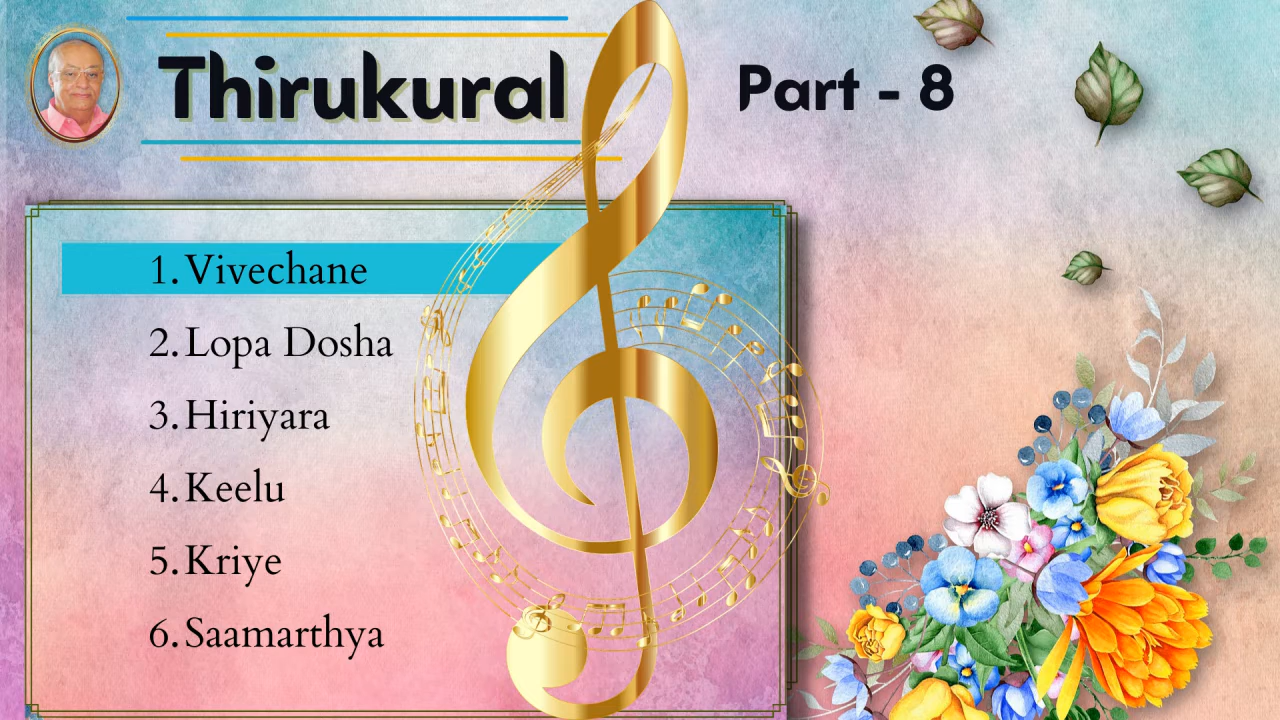 Thirukural
Part - 8
1. Vivechane
2. Lopa Dosha
3. Hiriyara
4. Keelu
5. Kriye
6. Saamarthya